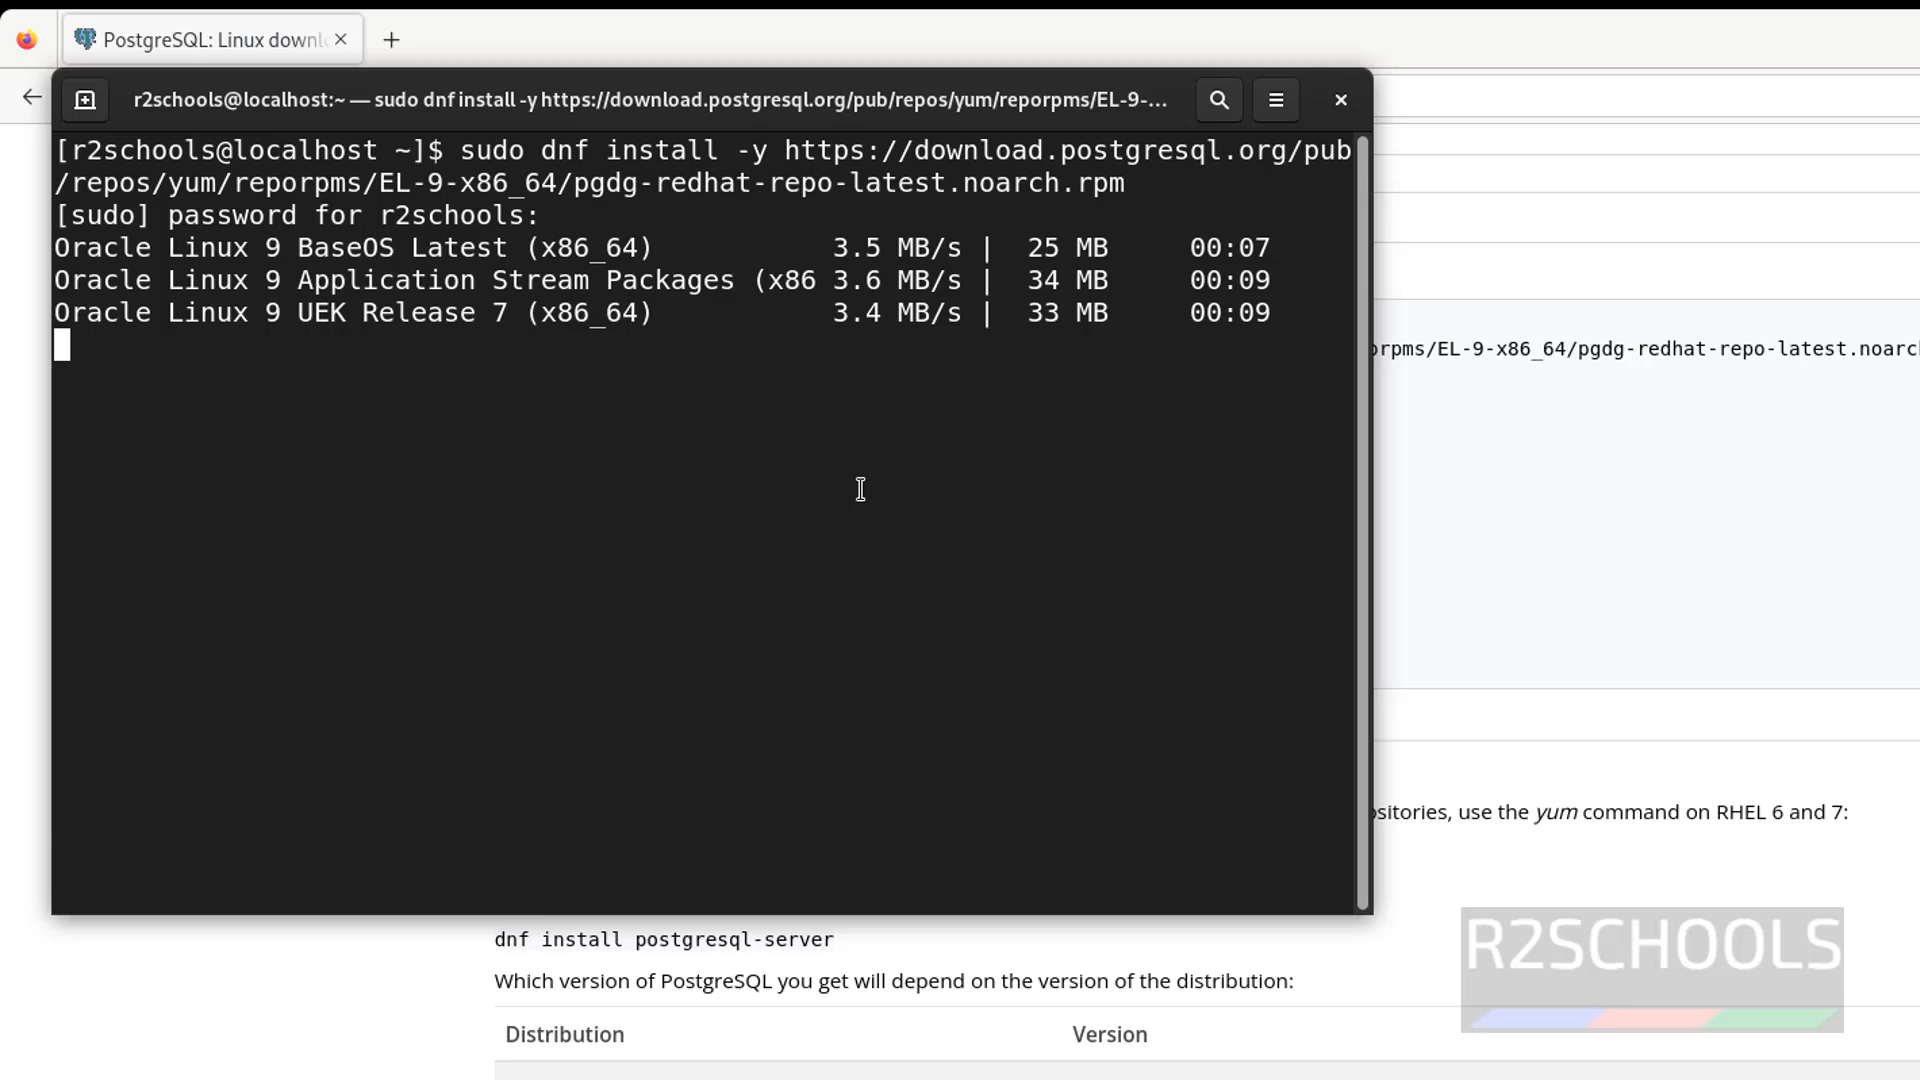 PostgreSQL: Linux downl
r2schools@localhost:~ — sudo dnf install -y https://download.postgresql.org/pub/repos/yum/reporpms/EL-9-...
[r2schools@localhost ~]$ sudo dnf install -y https://download.postgresql.org/pub
/repos/yum/reporpms/EL-9-x86_64/pgdg-redhat-repo-latest.noarch.rpm
[sudo] password for r2schools:
Oracle Linux 9 BaseOS Latest (x86_64) 3.5 MB/s | 25 MB 00:07
Oracle Linux 9 Application Stream Packages (x86 3.6 MB/s | 34 MB 00:09
Oracle Linux 9 UEK Release 7 (x86_64) 3.4 MB/s | 33 MB 00:09
orpms/EL-9-x86_64/pgdg-redhat-repo-latest.noarc
ositories, use the yum command on RHEL 6 and 7:
dnf install postgresql-server
Which version of PostgreSQL you get will depend on the version of the distribution:
Distribution Version
R2SCHOOLS